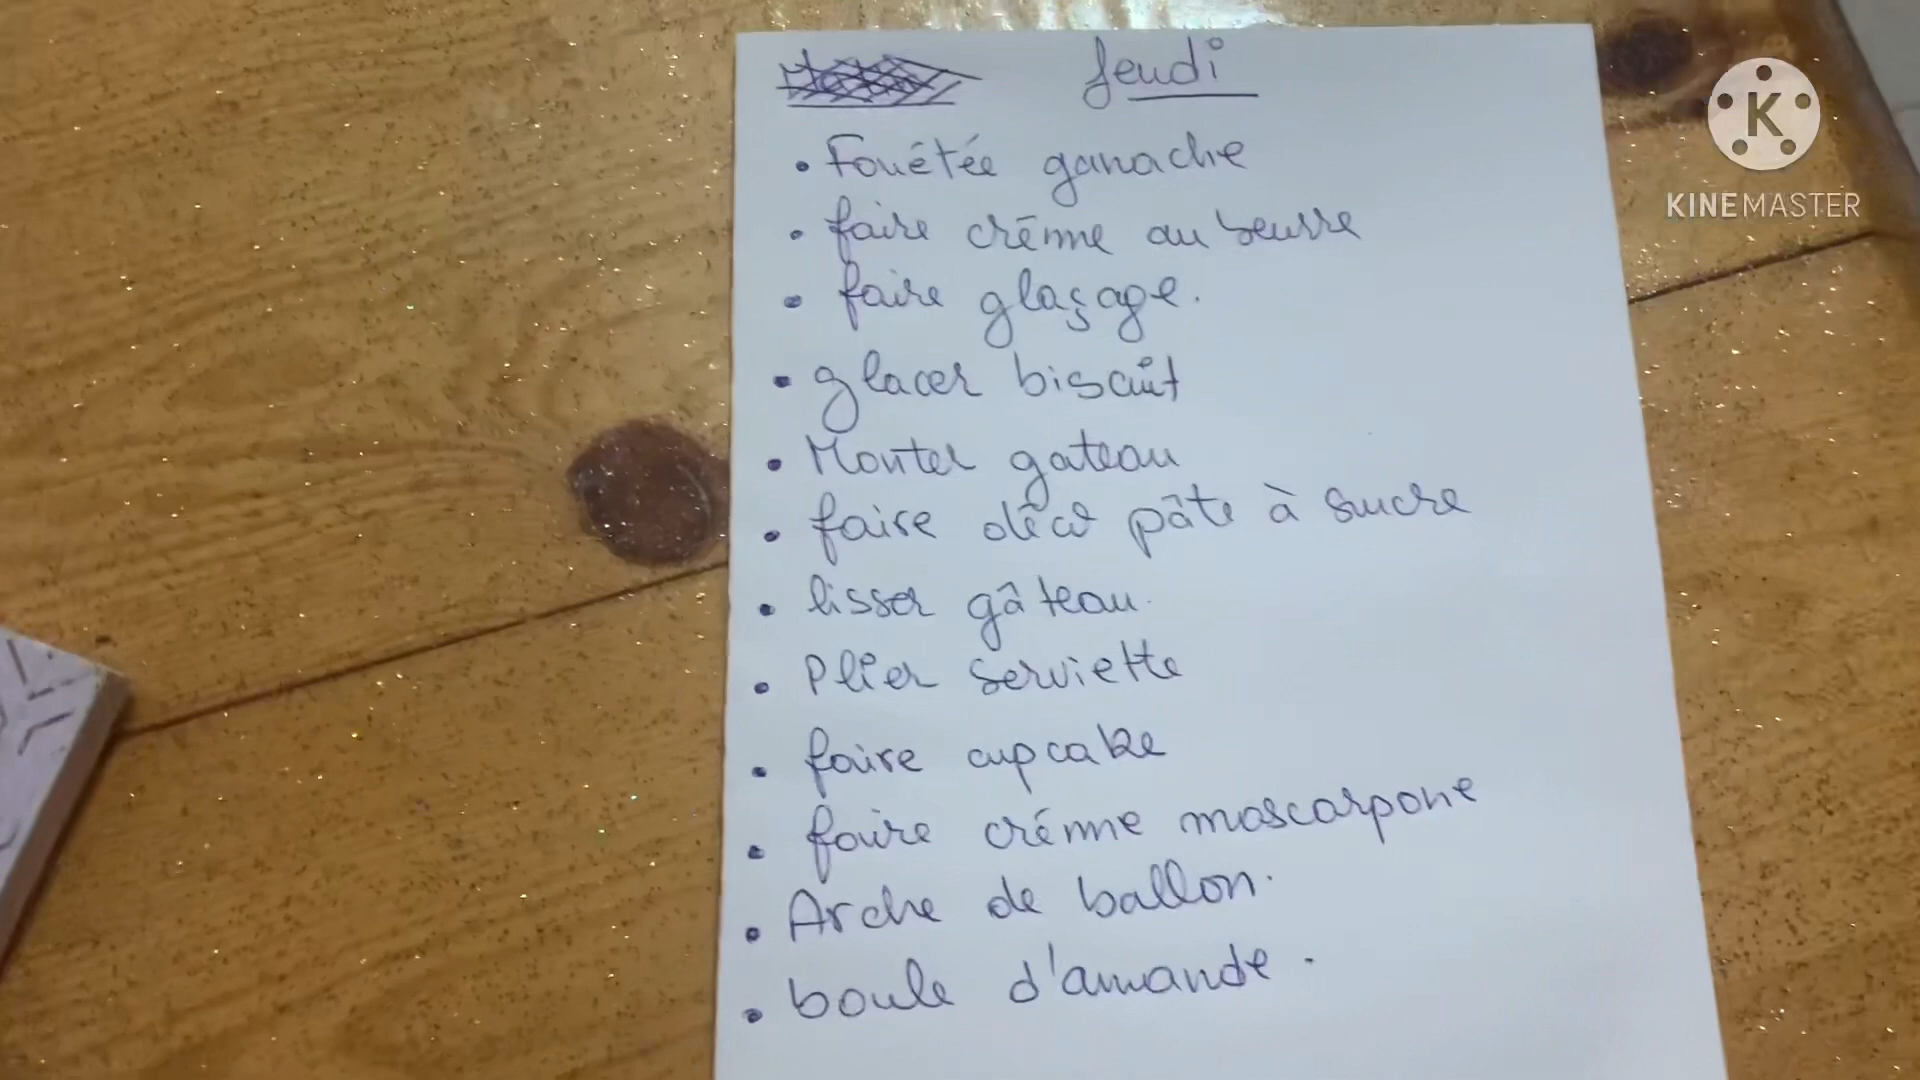 Jeudi
• Fouétée ganache
• faire crème au beurre
• faire glaçage.
• glacer biscuit
• Monter gateau
• faire déco pâte à sucre
• lisser gâteau.
• Plier serviette
• faire cupcake
• faire créme mascarpone
• Arche de ballon.
• boule d'amande.
K
KINEMASTER